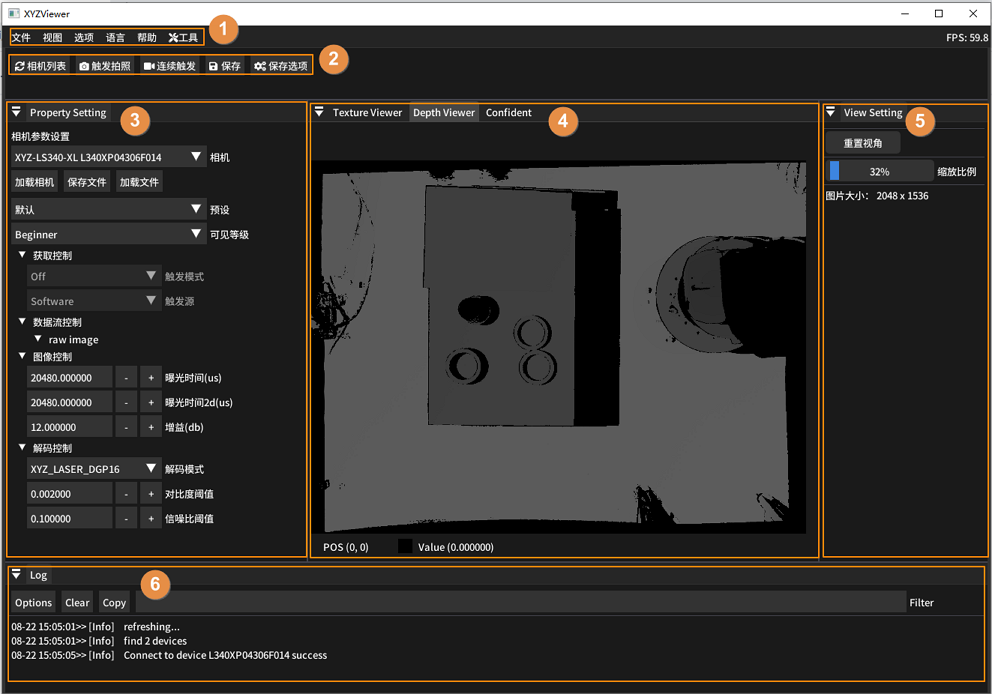 XYZViewer
文件 视图 选项 语言 帮助 工具 1 FPS: 59.8
相机列表 触发拍照 连续触发 保存 保存选项 2
Property Setting 3
相机参数设置
XYZ-LS340-XL L340XP04306F014 相机
加载相机 保存文件 加载文件
默认 预设
Beginner 可见等级
获取控制
Off 触发模式
Software 触发源
数据流控制
raw image
图像控制
20480.000000 - + 曝光时间(us)
20480.000000 - + 曝光时间2d(us)
12.000000 - + 增益(db)
解码控制
XYZ_LASER_DGP16 解码模式
0.002000 - + 对比度阈值
0.100000 - + 信噪比阈值
Texture Viewer Depth Viewer Confident 4
POS (0, 0) Value (0.000000)
View Setting 5
重置视角
32% 缩放比例
图片大小: 2048 x 1536
Log 6
Options Clear Copy Filter
08-22 15:05:01>> [Info] refreshing...
08-22 15:05:01>> [Info] find 2 devices
08-22 15:05:05>> [Info] Connect to device L340XP04306F014 success